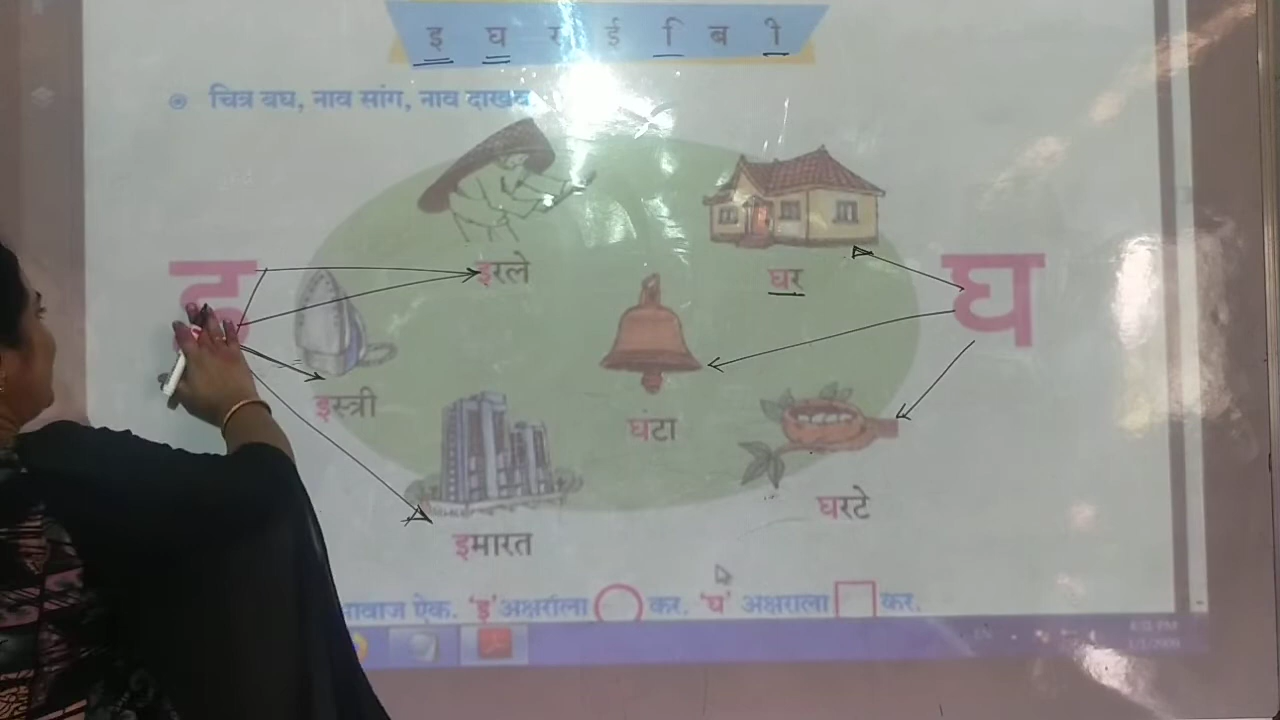 इ घ र ई ि ब ी
चित्र बघ, नाव सांग, नाव दाखव
इरले
घर
इ
घ
इस्त्री
घंटा
घरटे
इमारत
आवाज ऐक. 'इ' अक्षराला कर. 'घ' अक्षराला कर.